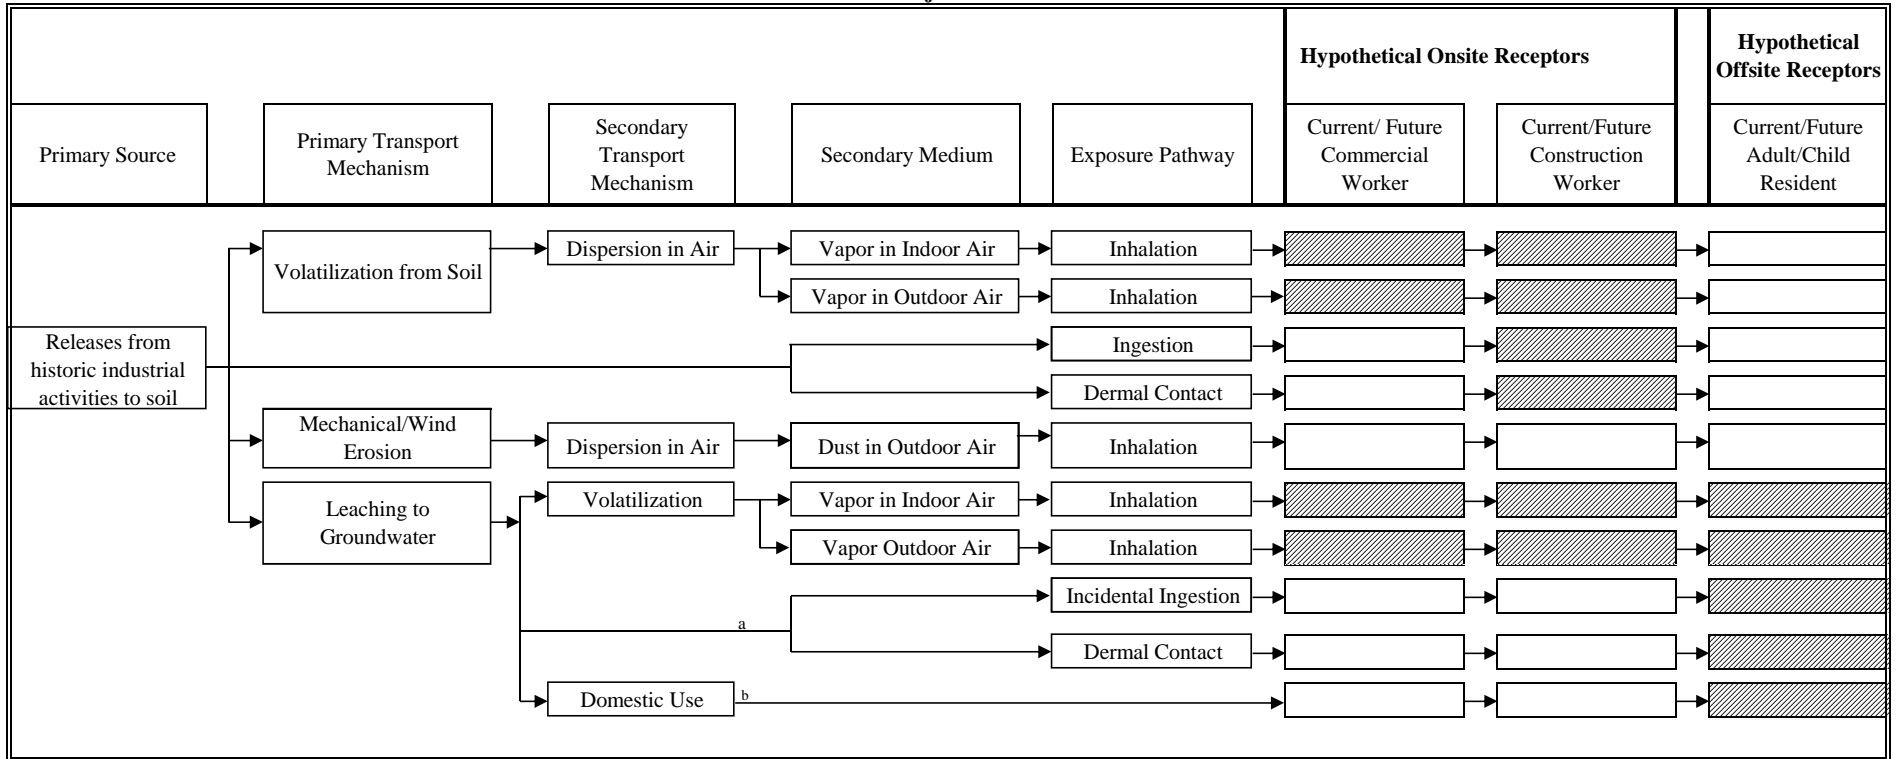 Hypothetical Onsite Receptors
Hypothetical
Offsite Receptors
Primary Source
Primary Transport
Mechanism
Secondary
Transport
Mechanism
Secondary Medium
Exposure Pathway
Current/ Future
Commercial
Worker
Current/Future
Construction
Worker
Current/Future
Adult/Child
Resident
Volatilization from Soil
Dispersion in Air
Vapor in Indoor Air
Inhalation
Vapor in Outdoor Air
Inhalation
Releases from
historic industrial
activities to soil
Ingestion
Dermal Contact
Mechanical/Wind
Erosion
Dispersion in Air
Dust in Outdoor Air
Inhalation
Leaching to
Groundwater
Volatilization
Vapor in Indoor Air
Inhalation
Vapor Outdoor Air
Inhalation
Incidental Ingestion
a
Dermal Contact
Domestic Use
b